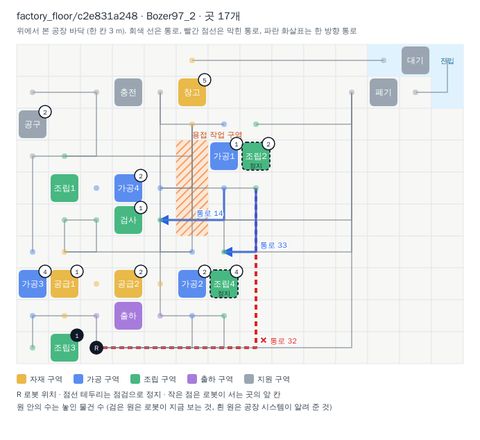 factory_floor/c2e831a248 · Bozer97_2 · 곳 17개
위에서 본 공장 바닥 (한 칸 3 m). 회색 선은 통로, 빨간 점선은 막힌 통로, 파란 화살표는 한 방향 통로
대기
충전
창고
5
폐기
공구
2
용접 작업 구역
가공1
1
조립2
2
정지
조립1
가공4
2
검사
1
통로 14
통로 33
가공3
4
공급1
1
공급2
2
가공2
2
조립4
4
정지
출하
조립3
1
R
✕ 통로 32
자재 구역
가공 구역
조립 구역
출하 구역
지원 구역
R 로봇 위치 · 점선 테두리는 점검으로 정지 · 작은 점은 로봇이 서는 곳의 앞 칸
원 안의 수는 놓인 물건 수 (검은 원은 로봇이 지금 보는 것, 흰 원은 공장 시스템이 알려 준 것)